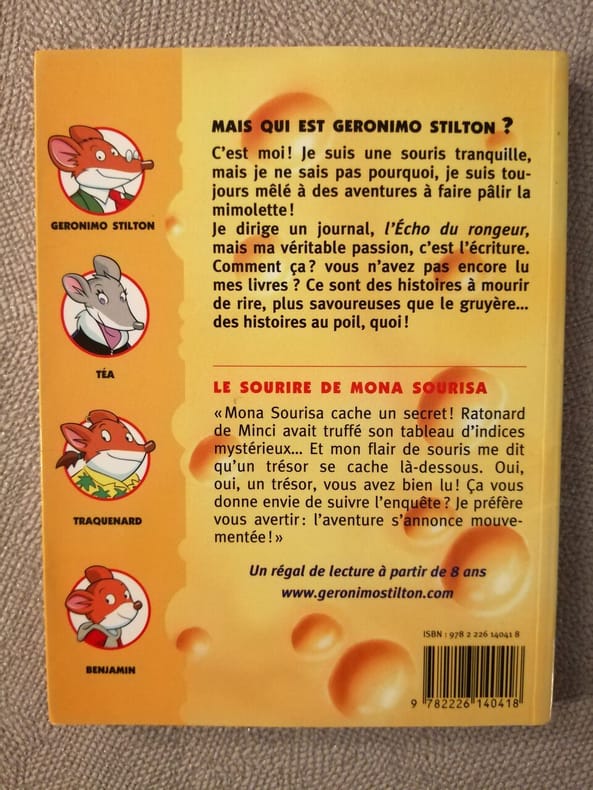 GERONIMO STILTON
TÉA
TRAQUENARD
BENJAMIN
MAIS QUI EST GERONIMO STILTON ?
C'est moi ! Je suis une souris tranquille,
mais je ne sais pas pourquoi, je suis tou-
jours mêlé à des aventures à faire pâlir la
mimolette !
Je dirige un journal, l'Écho du rongeur,
mais ma véritable passion, c'est l'écriture.
Comment ça ? vous n'avez pas encore lu
mes livres ? Ce sont des histoires à mourir
de rire, plus savoureuses que le gruyère...
des histoires au poil, quoi !
LE SOURIRE DE MONA SOURISA
« Mona Sourisa cache un secret ! Ratonard
de Minci avait truffé son tableau d'indices
mystérieux... Et mon flair de souris me dit
qu'un trésor se cache là-dessous. Oui,
oui, un trésor, vous avez bien lu ! Ça vous
donne envie de suivre l'enquête ? Je préfère
vous avertir : l'aventure s'annonce mouve-
mentée ! »
Un régal de lecture à partir de 8 ans
www.geronimostilton.com
ISBN : 978 2 226 14041 8
9 782226 140418